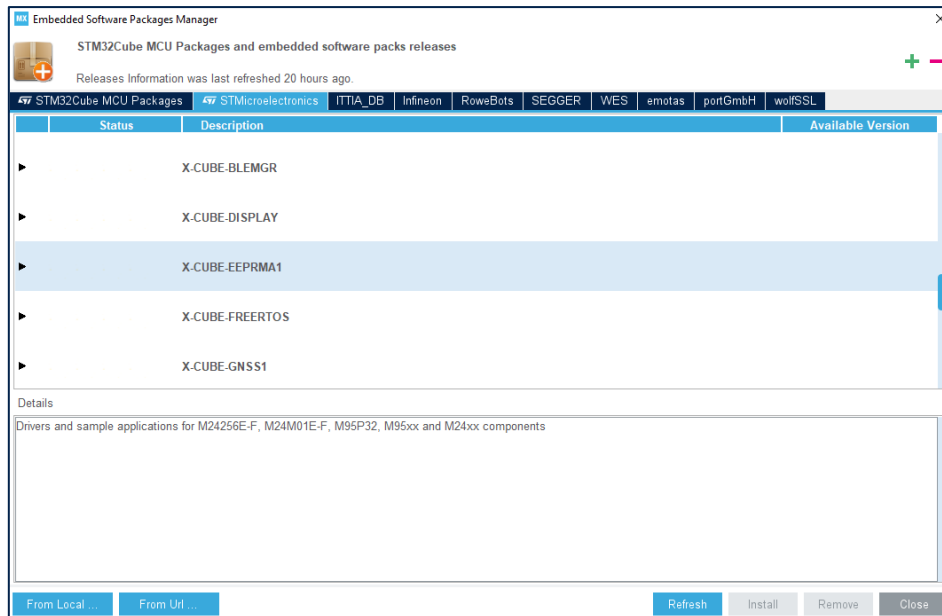 MX Embedded Software Packages Manager
STM32Cube MCU Packages and embedded software packs releases
Releases Information was last refreshed 20 hours ago.
STM32Cube MCU Packages STMicroelectronics ITTIA_DB Infineon RoweBots SEGGER WES emotas portGmbH wolfSSL
Status Description Available Version
X-CUBE-BLEMGR
X-CUBE-DISPLAY
X-CUBE-EEPRMA1
X-CUBE-FREERTOS
X-CUBE-GNSS1
Details
Drivers and sample applications for M24256E-F, M24M01E-F, M95P32, M95xx and M24xx components
From Local ... From Url ... Refresh Install Remove Close